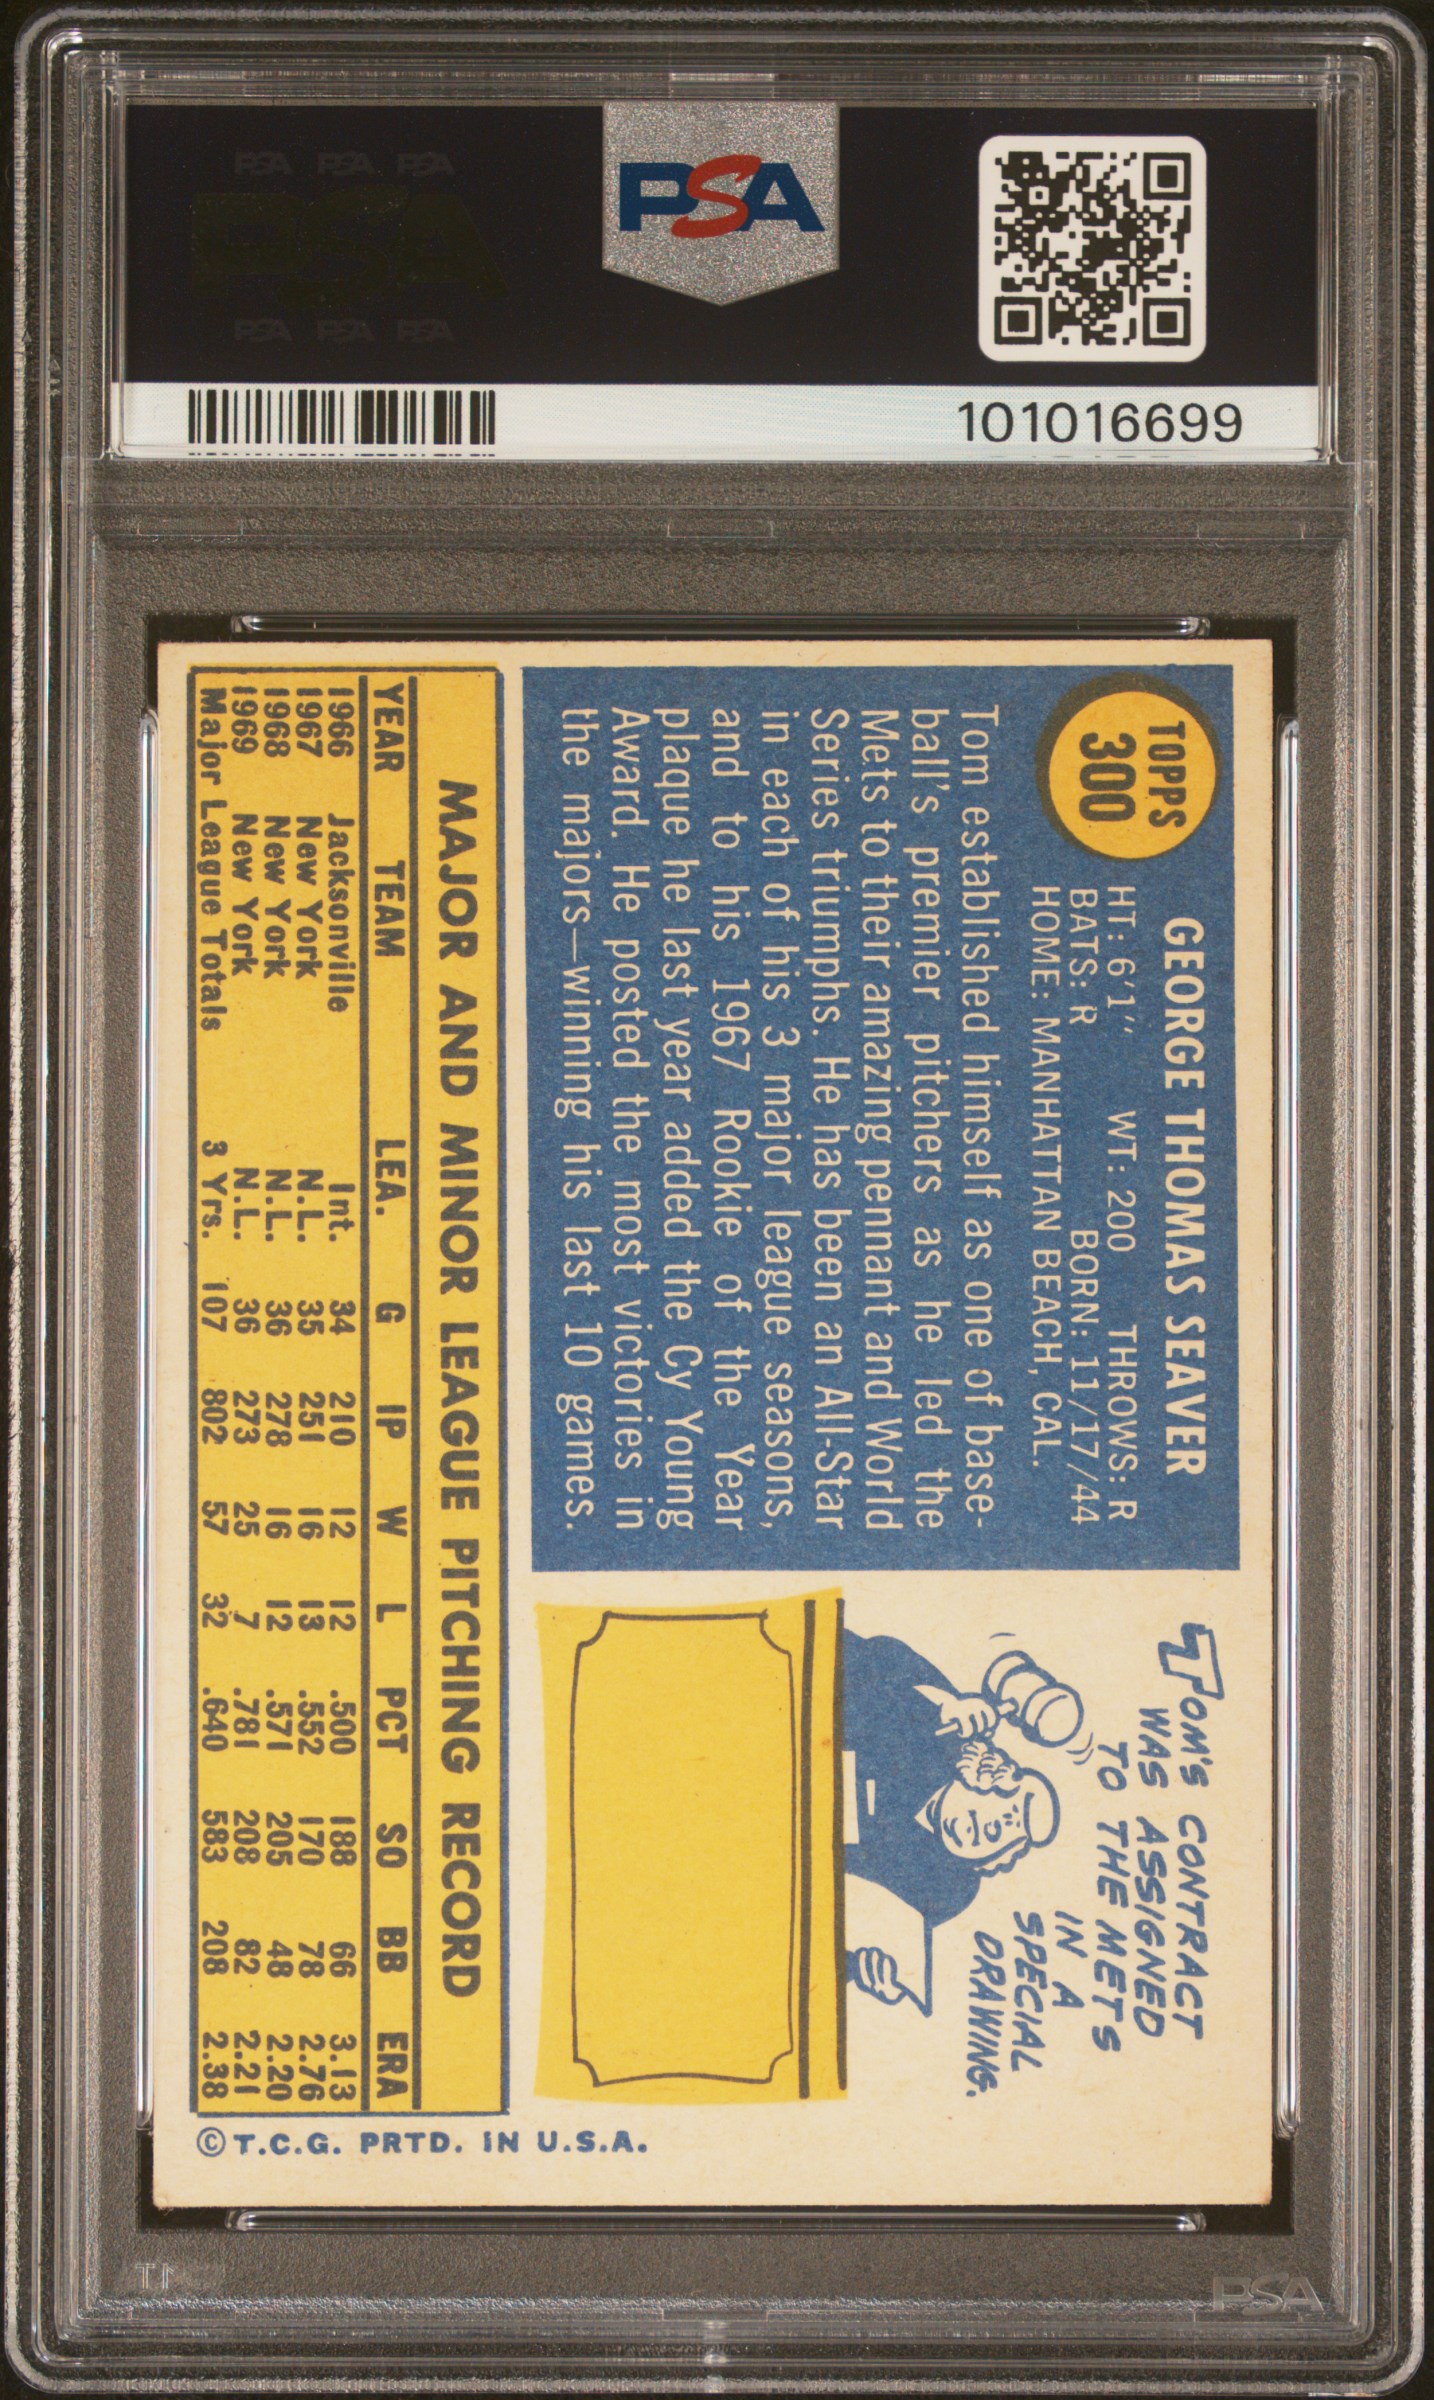 PSA PSA PSA
PSA
PSA PSA PSA
PSA
101016699
TOPPS
300
GEORGE THOMAS SEAVER
HT: 6'1" WT: 200 THROWS: R
BATS: R BORN: 11/17/44
HOME: MANHATTAN BEACH, CAL.
Tom established himself as one of base-
ball's premier pitchers as he led the
Mets to their amazing pennant and World
Series triumphs. He has been an All-Star
in each of his 3 major league seasons,
and to his 1967 Rookie of the Year
plaque he last year added the Cy Young
Award. He posted the most victories in
the majors—winning his last 10 games.
TOM'S CONTRACT
WAS ASSIGNED
TO THE METS
IN A
SPECIAL
DRAWING.
MAJOR AND MINOR LEAGUE PITCHING RECORD
YEAR TEAM LEA. G IP W L PCT SO BB ERA
1966 Jacksonville Int. 34 210 12 12 .500 188 66 3.13
1967 New York N.L. 35 251 16 13 .552 170 78 2.76
1968 New York N.L. 36 278 16 12 .571 205 48 2.20
1969 New York N.L. 36 273 25 7 .781 208 82 2.21
Major League Totals 3 Yrs. 107 802 57 32 .640 583 208 2.38
© T.C.G. PRTD. IN U.S.A.
PSA